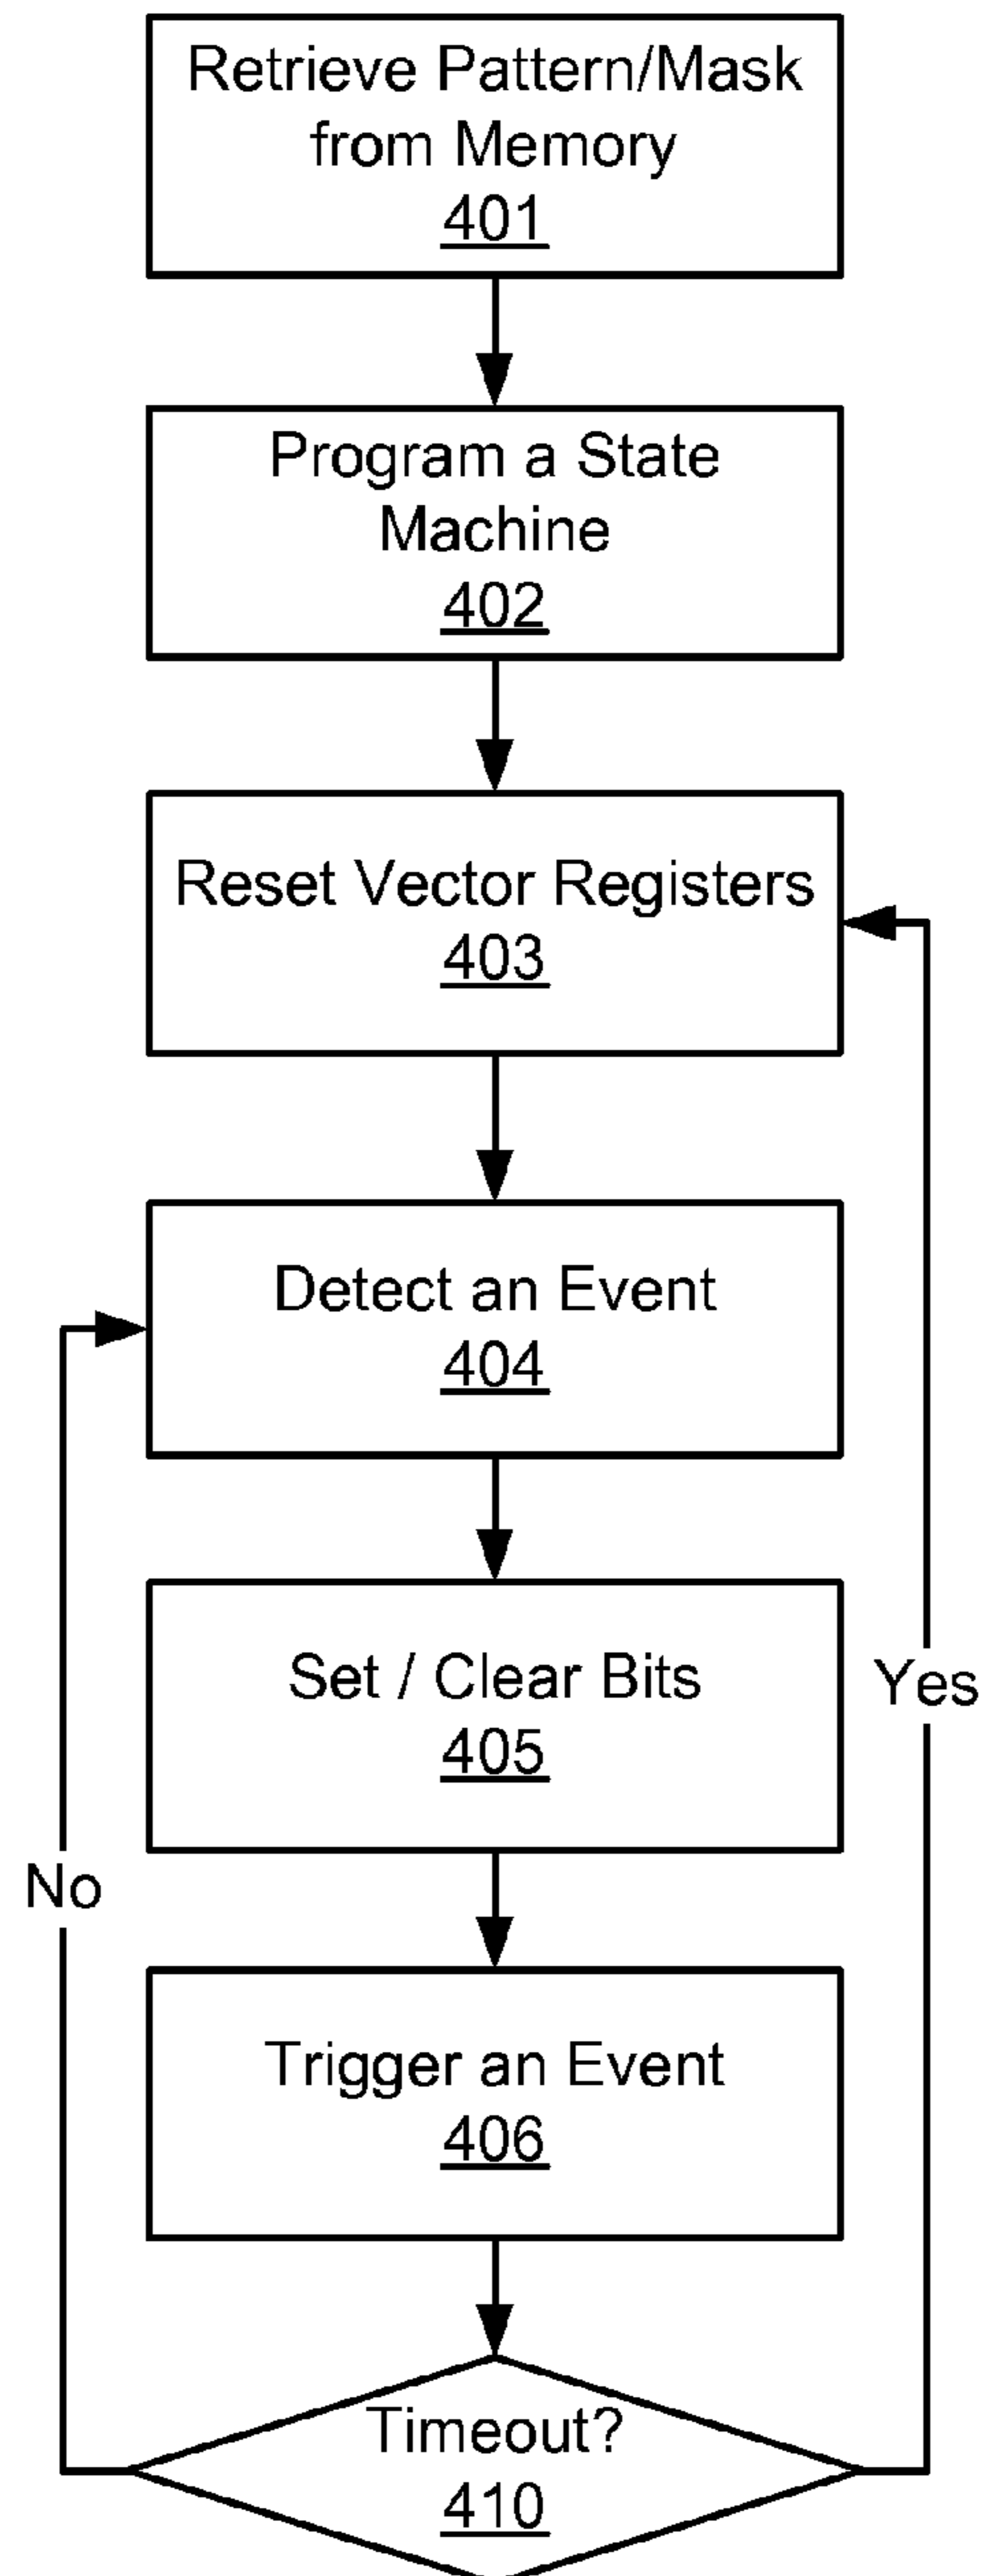 Retrieve Pattern/Mask
from Memory
401
Program a State
Machine
402
Reset Vector Registers
403
Detect an Event
404
Set / Clear Bits
405
Yes
No
Trigger an Event
406
Timeout?
410